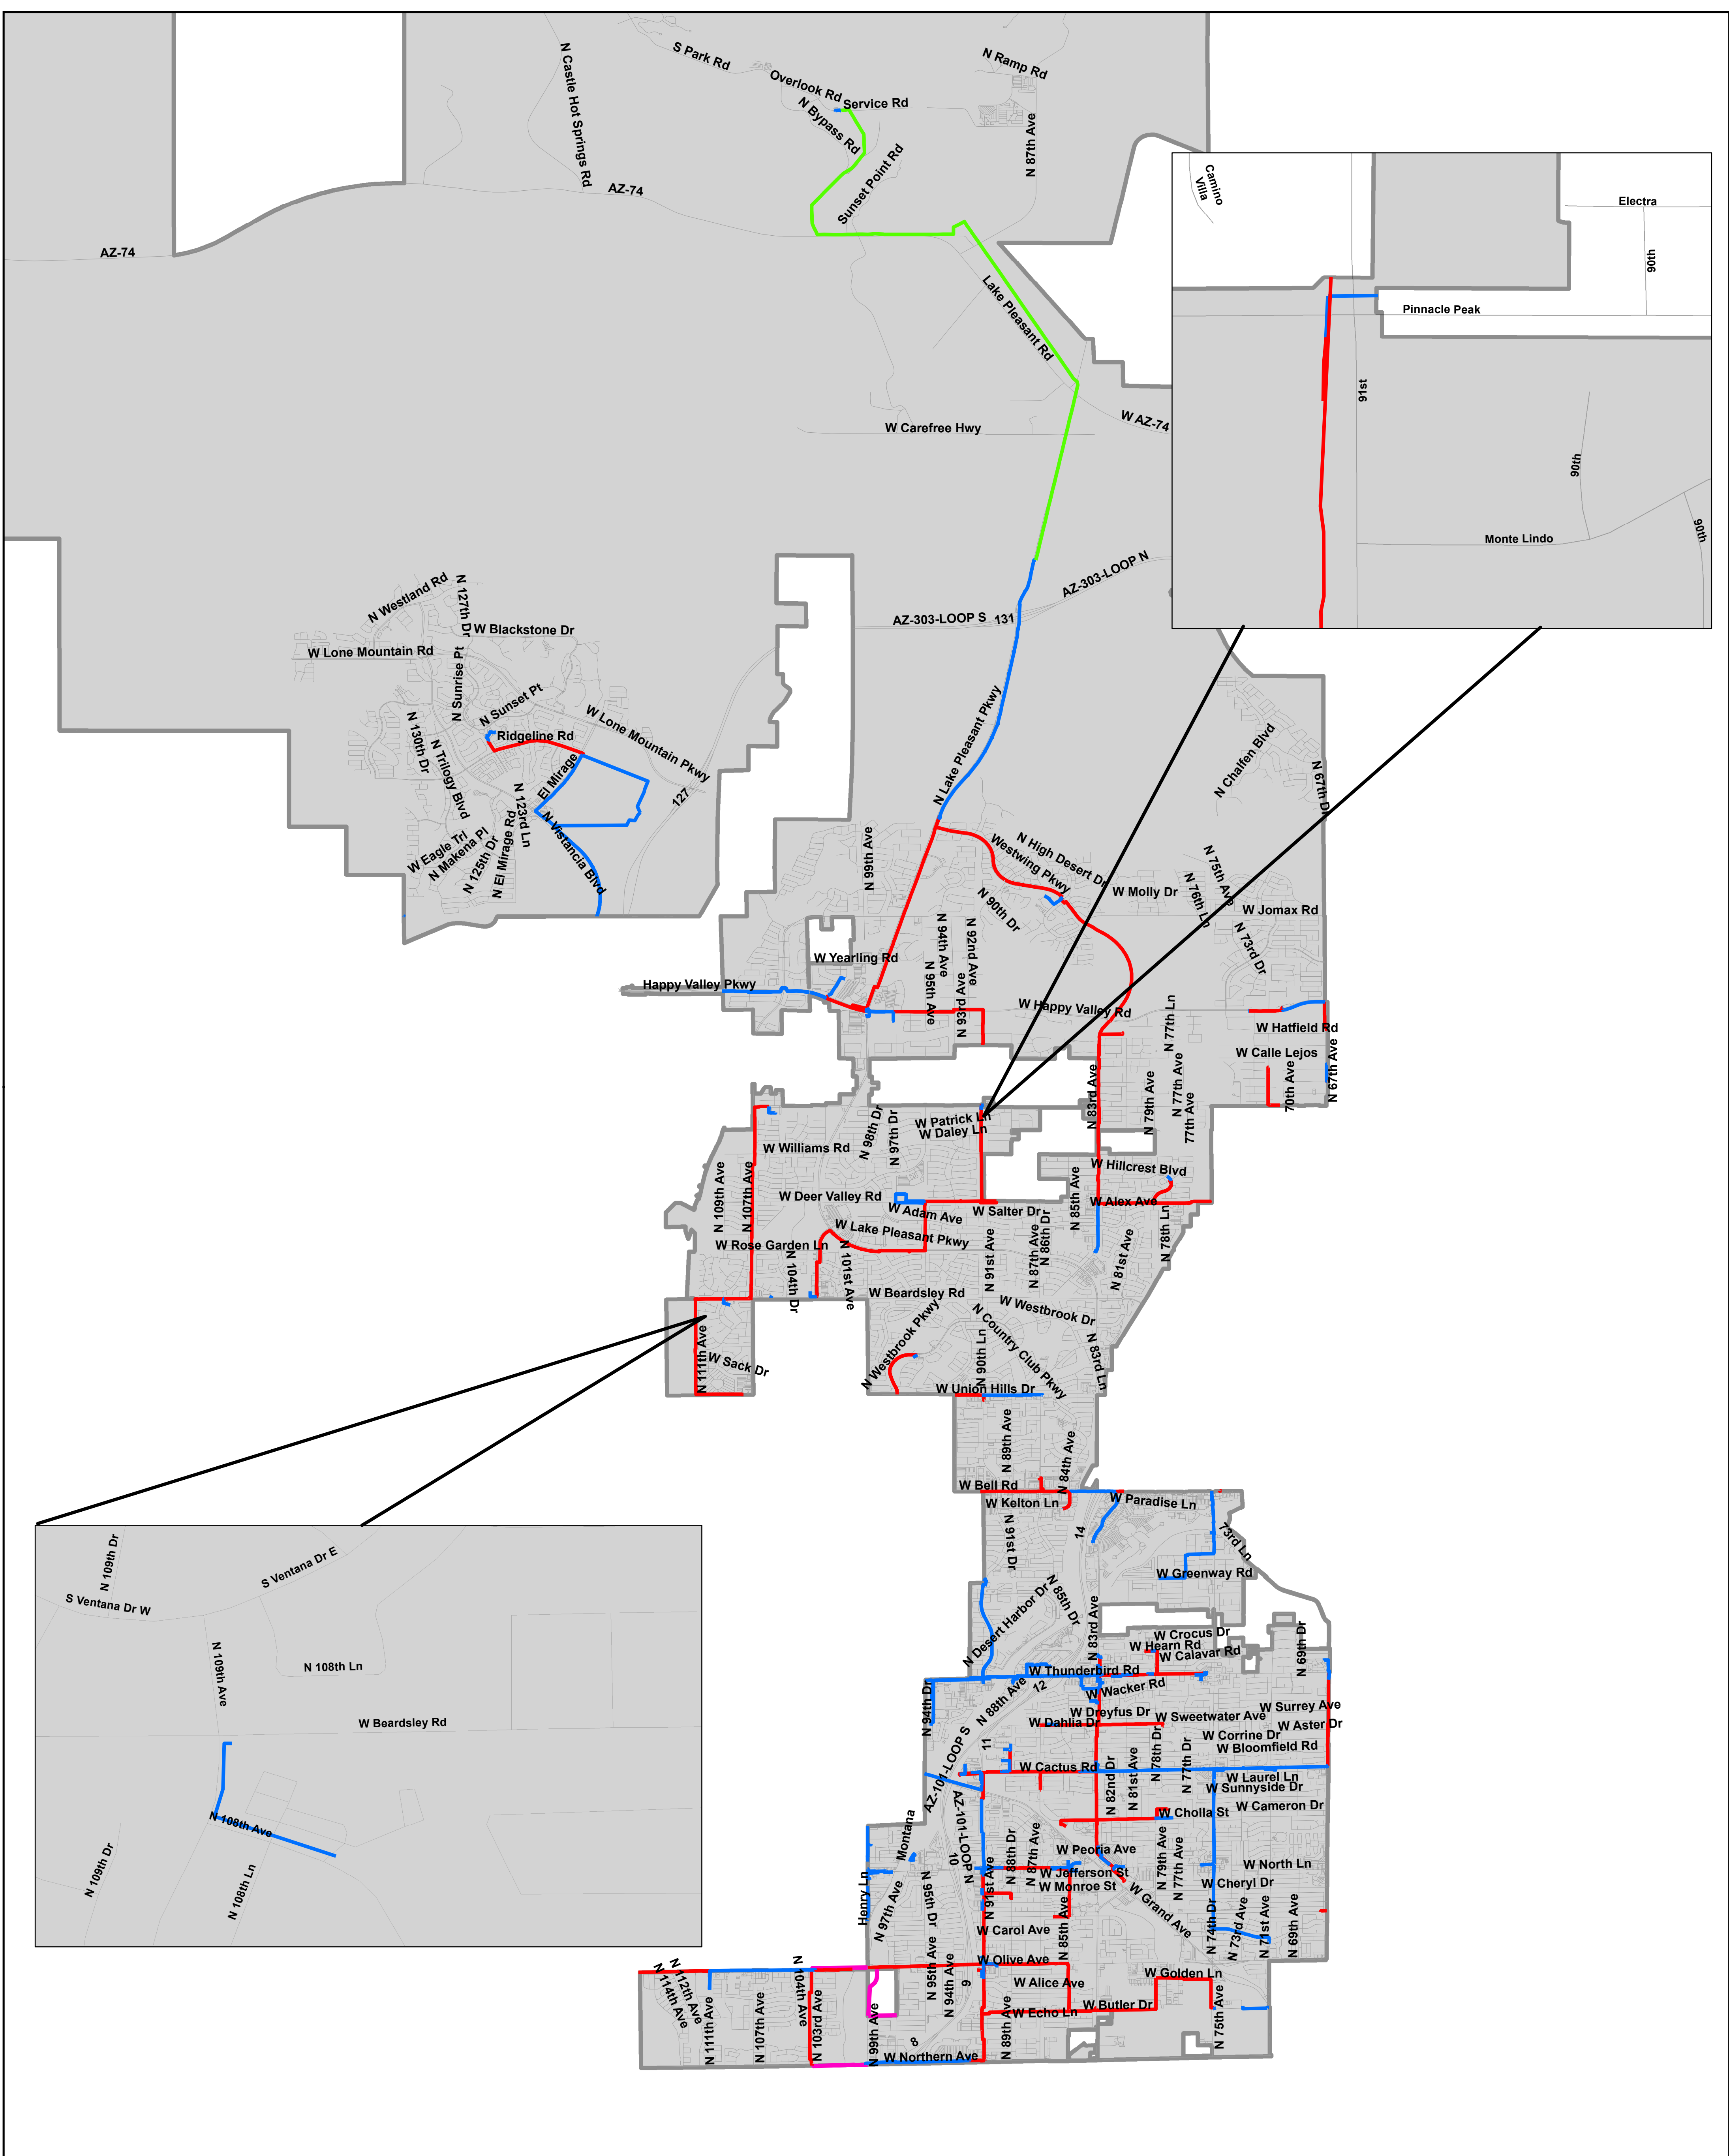 S Park Rd
N Ramp Rd
N Castle Hot Springs Rd
Overlook Rd
Service Rd
N Bypass Rd
N 87th Ave
Sunset Point Rd
AZ-74
AZ-74
Lake Pleasant Rd
W AZ-74
W Carefree Hwy
Camino
Villa
Electra
90th
Pinnacle Peak
91st
90th
Monte Lindo
90th
AZ-303-LOOP N
AZ-303-LOOP S
131
N Westland Rd
N 127th Dr
W Blackstone Dr
W Lone Mountain Rd
N Sunrise Pt
N Sunset Pt
W Lone Mountain Pkwy
Ridgeline Rd
N 130th Dr
N Trilogy Blvd
El Mirage
127
N 123rd Ln
N Vistancia Blvd
W Eagle Trl
N Makena Pl
N 125th Dr
N El Mirage Rd
N Lake Pleasant Pkwy
N Chalfen Blvd
N 67th Dr
N 99th Ave
N High Desert Dr
Westwing Pkwy
W Molly Dr
N 75th Ave
N 76th Ln
W Jomax Rd
N 90th Dr
N 94th Ave
N 92nd Ave
N 73rd Dr
W Yearling Rd
N 95th Ave
N 93rd Ave
Happy Valley Pkwy
W Happy Valley Rd
N 77th Ln
W Hatfield Rd
W Calle Lejos
N 83rd Ave
N 79th Ave
N 77th Ave
77th Ave
70th Ave
N 67th Ave
N 98th Dr
N 97th Dr
W Patrick Ln
W Daley Ln
W Williams Rd
W Hillcrest Blvd
N 109th Ave
N 107th Ave
W Deer Valley Rd
W Adam Ave
W Salter Dr
N 85th Ave
W Alex Ave
W Lake Pleasant Pkwy
W Rose Garden Ln
N 104th Dr
N 101st Ave
N 91st Ave
N 87th Ave
N 86th Dr
N 81st Ave
N 78th Ln
W Beardsley Rd
W Westbrook Dr
N Westbrook Pkwy
N Country Club Pkwy
N 90th Ln
N 83rd Ln
N 111th Ave
W Sack Dr
W Union Hills Dr
N 89th Ave
N 84th Ave
W Bell Rd
W Kelton Ln
W Paradise Ln
N 91st Dr
14
73rd Ln
W Greenway Rd
N 109th Dr
S Ventana Dr E
S Ventana Dr W
N 109th Ave
N 108th Ln
W Beardsley Rd
N 108th Ave
N 109th Dr
N 108th Ln
N Desert Harbor Dr
N 85th Dr
N 83rd Ave
W Crocus Dr
W Hearn Rd
W Calavar Rd
N 69th Dr
W Thunderbird Rd
12
W Wacker Rd
N 94th Dr
N 88th Ave
W Dreyfus Dr
W Dahlia Dr
W Sweetwater Ave
W Surrey Ave
W Aster Dr
W Corrine Dr
W Bloomfield Rd
AZ-101-LOOP S
11
W Cactus Rd
N 82nd Dr
N 81st Ave
N 78th Dr
N 77th Dr
W Laurel Ln
W Sunnyside Dr
AZ-101-LOOP N
W Cholla St
W Cameron Dr
Montana
10
N 88th Dr
N 87th Ave
W Peoria Ave
W Jefferson St
W Monroe St
N 79th Ave
N 77th Ave
W North Ln
W Cheryl Dr
Henry Ln
N 97th Ave
N 95th Dr
N 91st Ave
W Carol Ave
N 85th Ave
W Grand Ave
N 74th Dr
N 73rd Ave
N 71st Ave
N 69th Ave
N 114th Ave
N 112th Ave
N 111th Ave
N 107th Ave
N 104th Ave
N 103rd Ave
N 99th Ave
N 95th Ave
N 94th Ave
9
W Olive Ave
W Alice Ave
W Golden Ln
W Echo Ln
W Butler Dr
8
W Northern Ave
N 89th Ave
N 75th Ave